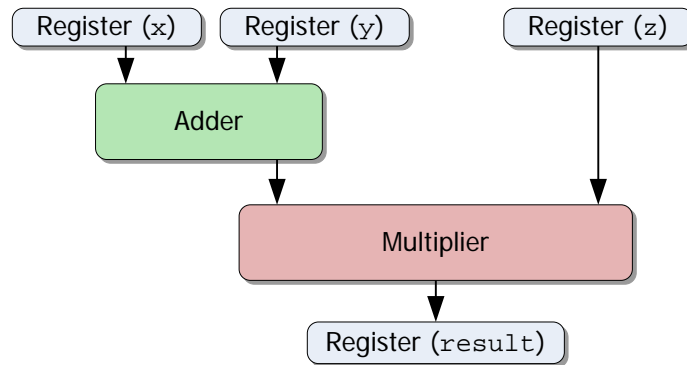 Register (x)
Register (y)
Register (z)
Adder
Multiplier
Register (result)